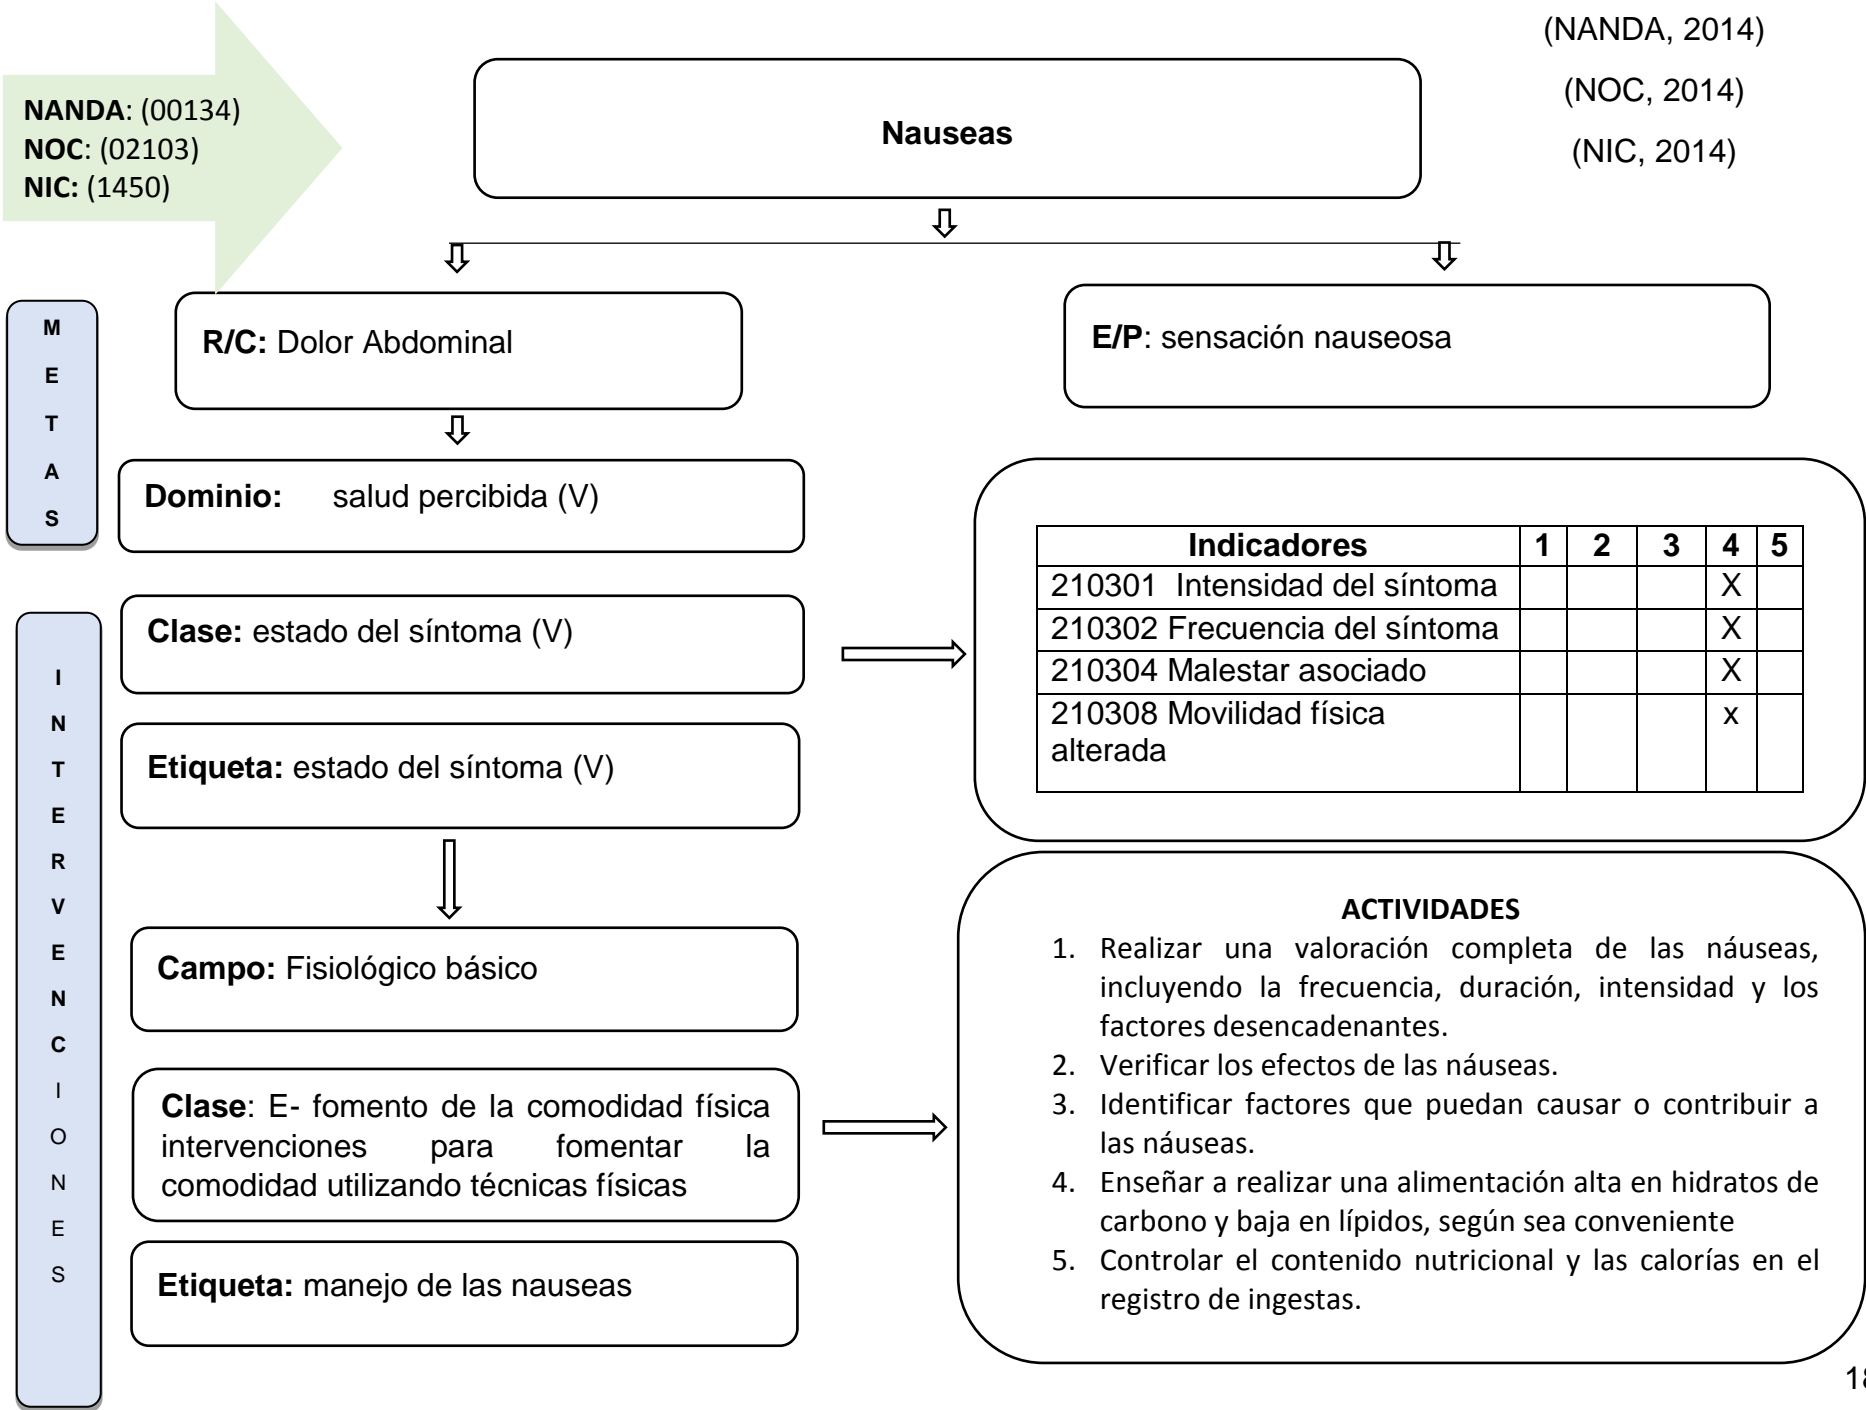 (NANDA, 2014)
(NOC, 2014)
(NIC, 2014)
NANDA: (00134)
NOC: (02103)
NIC: (1450)
Nauseas
M
E
T
A
S
R/C: Dolor Abdominal
E/P: sensación nauseosa
Dominio: salud percibida (V)
Clase: estado del síntoma (V)
Etiqueta: estado del síntoma (V)
Indicadores 1 2 3 4 5
210301 Intensidad del síntoma X
210302 Frecuencia del síntoma X
210304 Malestar asociado X
210308 Movilidad física x
alterada
I
N
T
E
R
V
E
N
C
I
O
N
E
S
Campo: Fisiológico básico
Clase: E- fomento de la comodidad física
intervenciones para fomentar la
comodidad utilizando técnicas físicas
Etiqueta: manejo de las nauseas
ACTIVIDADES
1. Realizar una valoración completa de las náuseas,
incluyendo la frecuencia, duración, intensidad y los
factores desencadenantes.
2. Verificar los efectos de las náuseas.
3. Identificar factores que puedan causar o contribuir a
las náuseas.
4. Enseñar a realizar una alimentación alta en hidratos de
carbono y baja en lípidos, según sea conveniente
5. Controlar el contenido nutricional y las calorías en el
registro de ingestas.